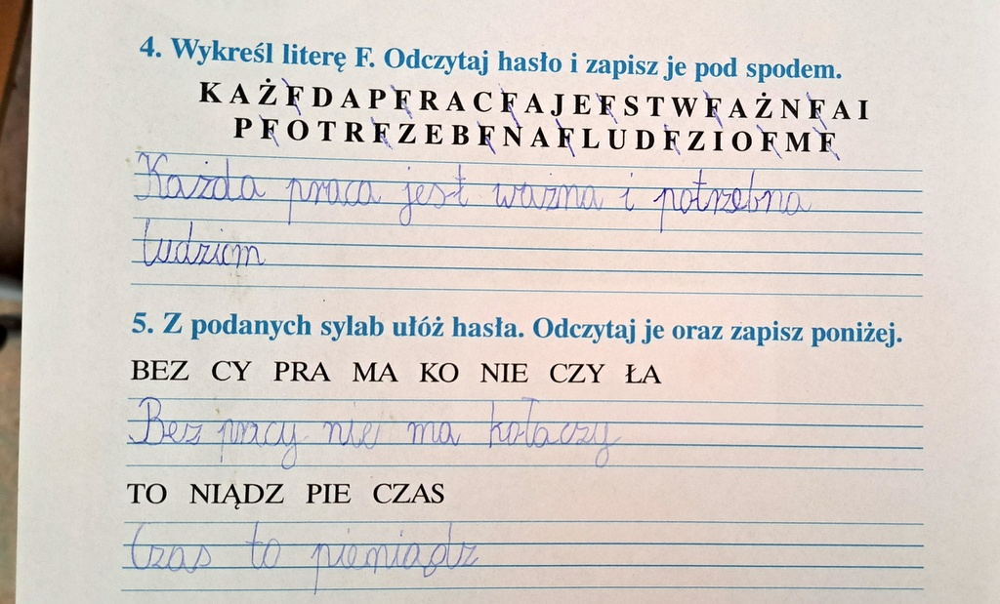 4. Wykreśl literę F. Odczytaj hasło i zapisz je pod spodem.
K A Ż F D A P F R A C F A J E F S T W F A Ż N F A I
P F O T R F Z E B F N A F L U D F Z I O F M F
Każda praca jest ważna i potrzebna
ludziom
5. Z podanych sylab ułóż hasła. Odczytaj je oraz zapisz poniżej.
BEZ CY PRA MA KO NIE CZY ŁA
Bez pracy nie ma kołaczy
TO NIĄDZ PIE CZAS
Czas to pieniądz